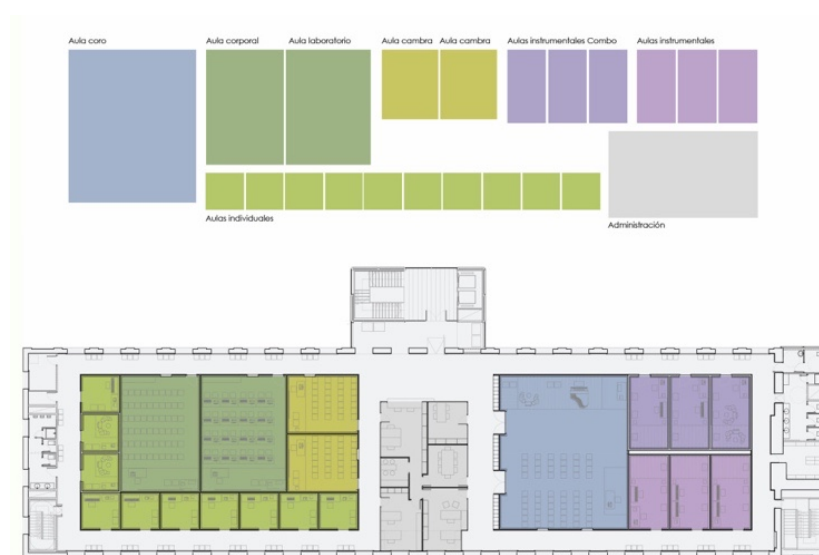 Aula coro
Aula corporal
Aula laboratorio
Aula cambra
Aula cambra
Aulas instrumentales Combo
Aulas instrumentales
Aulas individuales
Administración